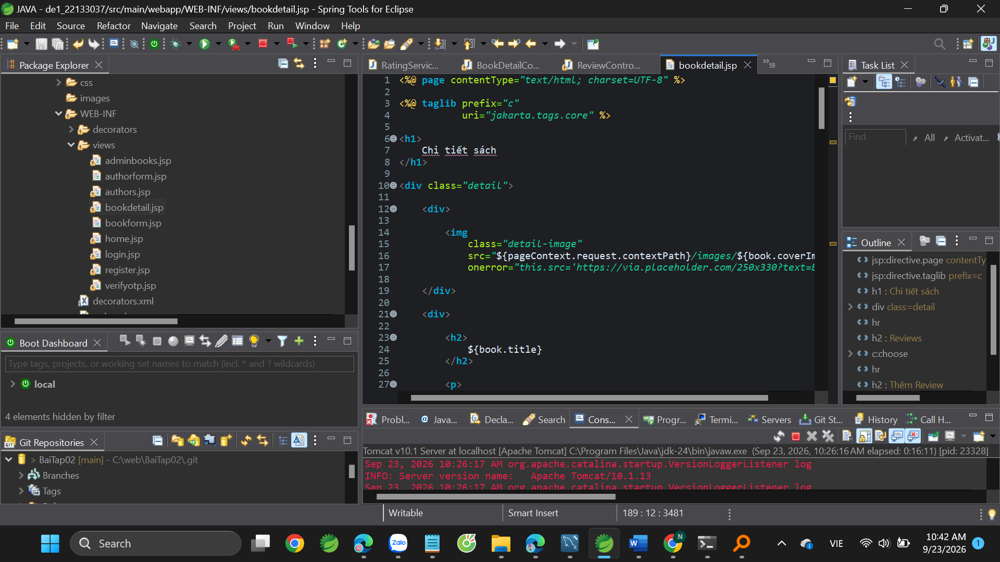 JAVA - de1_22133037/src/main/webapp/WEB-INF/views/bookdetail.jsp - Spring Tools for Eclipse
File Edit Source Refactor Navigate Search Project Run Window Help
Package Explorer
css
images
WEB-INF
decorators
views
adminbooks.jsp
authorform.jsp
authors.jsp
bookdetail.jsp
bookform.jsp
home.jsp
login.jsp
register.jsp
verifyotp.jsp
decorators.xml
Boot Dashboard
Type tags, projects, or working set names to match (incl. * and ? wildcards)
local
4 elements hidden by filter
Git Repositories
> BaiTap02 [main] - C:\web\BaiTap02\.git
Branches
Tags
RatingServic... BookDetailCo... ReviewContro... bookdetail.jsp »59
1 <%@ page contentType="text/html; charset=UTF-8" %>
2
3 <%@ taglib prefix="c"
4 uri="jakarta.tags.core" %>
5
6 <h1>
7 Chi tiết sách
8 </h1>
9
10 <div class="detail">
11
12 <div>
13
14 <img
15 class="detail-image"
16 src="${pageContext.request.contextPath}/images/${book.coverIm
17 onerror="this.src='https://via.placeholder.com/250x330?text=
18
19 </div>
20
21 <div>
22
23 <h2>
24 ${book.title}
25 </h2>
26
27 <p>
Task List
Find All Activat...
Outline
jsp:directive.page contentTy
jsp:directive.taglib prefix=c
h1 : Chi tiết sách
div class=detail
hr
h2 : Reviews
c:choose
hr
h2 : Thêm Review
Probl... Java... Decla... Search Cons... Progr... Termi... Servers Git St... History Call H...
Tomcat v10.1 Server at localhost [Apache Tomcat] C:\Program Files\Java\jdk-24\bin\javaw.exe (Sep 23, 2026, 10:26:16 AM elapsed: 0:16:11) [pid: 23328]
Sep 23, 2026 10:26:17 AM org.apache.catalina.startup.VersionLoggerListener log
INFO: Server version name: Apache Tomcat/10.1.13
Sep 23, 2026 10:26:17 AM org.apache.catalina.startup.VersionLoggerListener log
Writable Smart Insert 189 : 12 : 3481
Search
Zalo
N
VIE
10:42 AM
9/23/2026
1